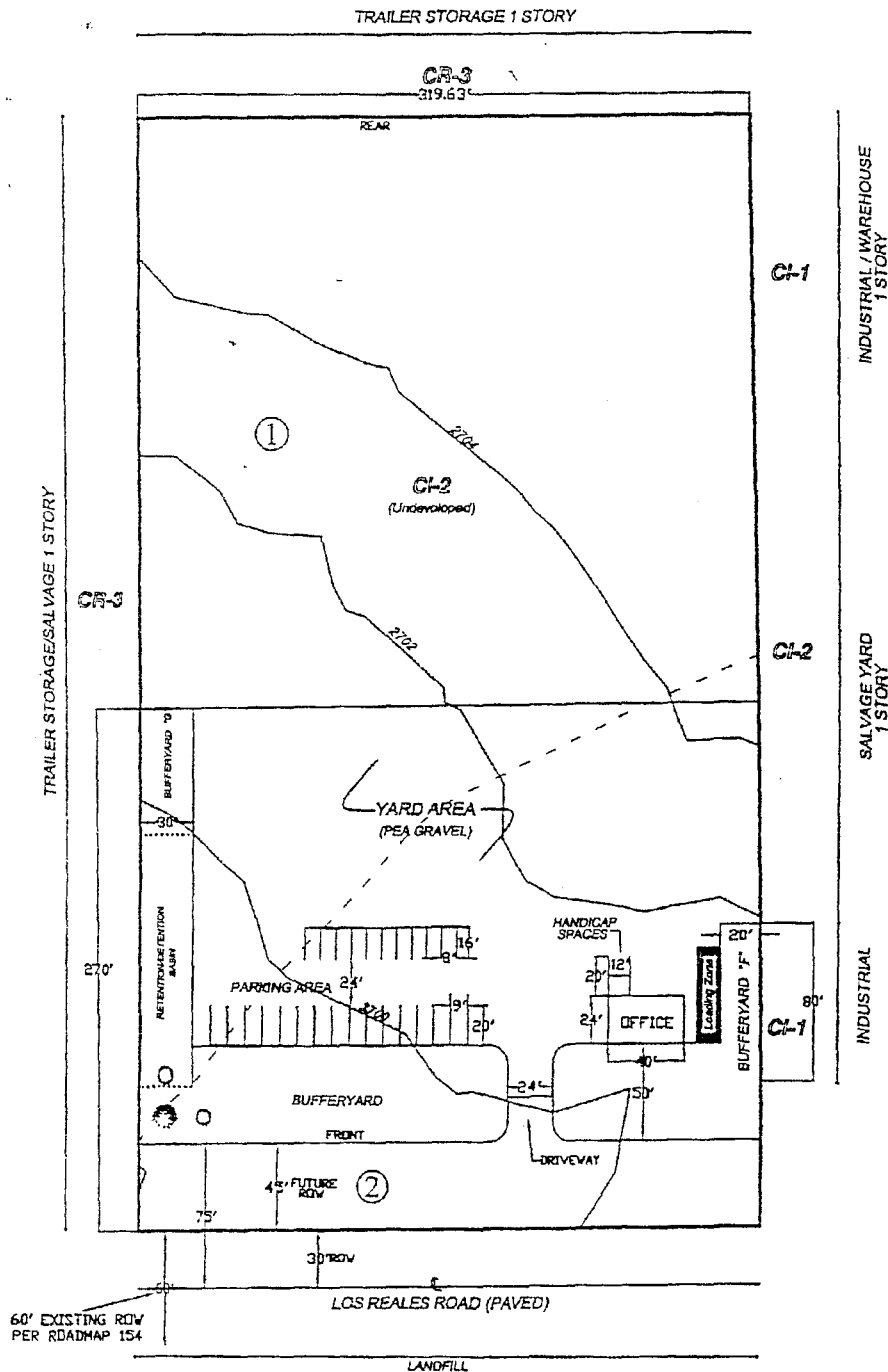 TRAILER STORAGE 1 STORY
CR-3
319.63'
REAR
INDUSTRIAL / WAREHOUSE
1 STORY
CI-1
①
2704
CI-2
(Undeveloped)
TRAILER STORAGE/SALVAGE 1 STORY
CR-3
2702
CI-2
SALVAGE YARD
1 STORY
BUFFERYARD "G"
30'
YARD AREA
(PEA GRAVEL)
RETENTION/DETENTION
BASIN
270'
HANDICAP
SPACES
16'
8'
20'
12'
20'
PARKING AREA
24'
9'
20'
2700
24'
OFFICE
Loading Zone
BUFFERYARD "F"
80'
CI-1
INDUSTRIAL
40'
24'
50'
BUFFERYARD
FRONT
DRIVEWAY
45' FUTURE
ROW
②
75'
30'ROW
60'
LOS REALES ROAD (PAVED)
60' EXISTING ROW
PER ROADMAP 154
LANDFILL